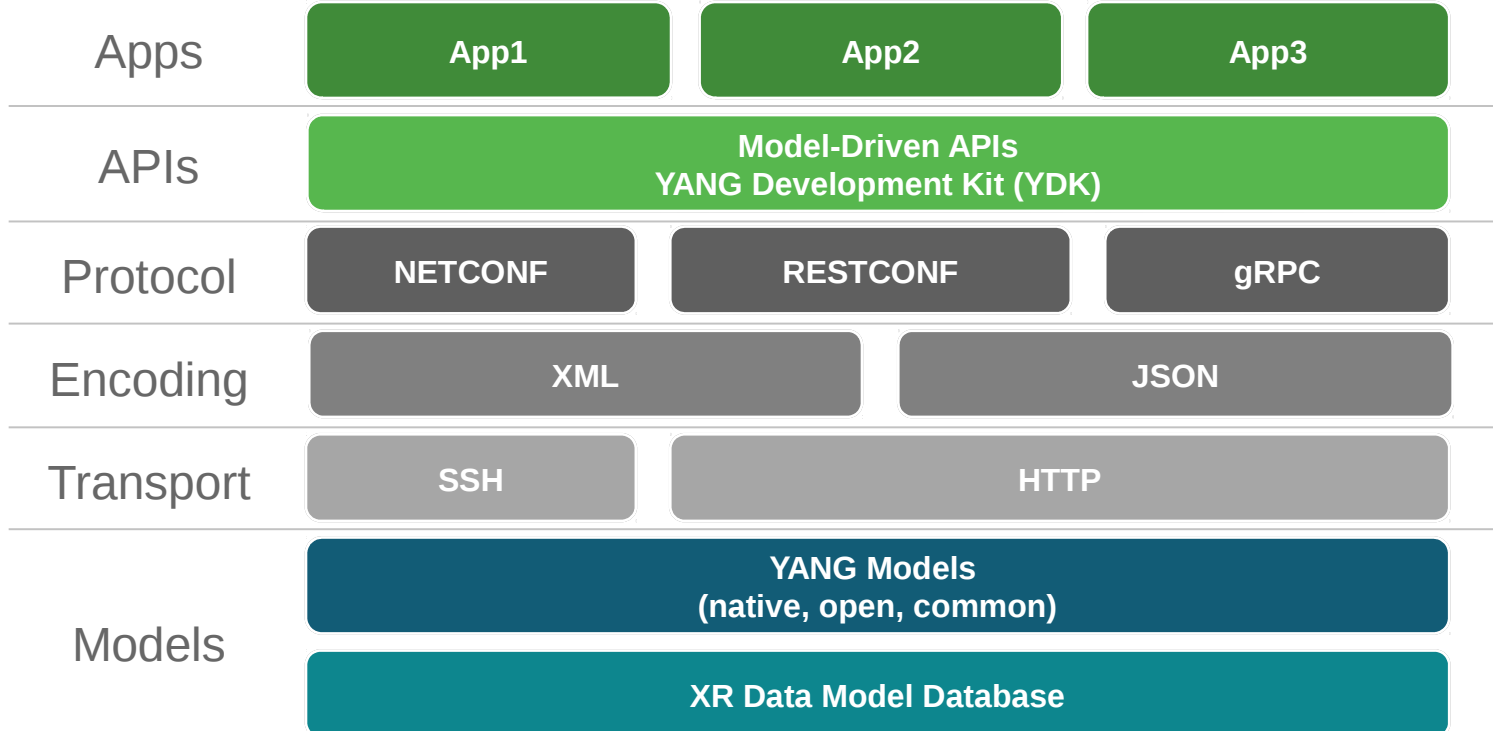 Apps
App1
App2
App3
APIs
Model-Driven APIs
YANG Development Kit (YDK)
Protocol
NETCONF
RESTCONF
gRPC
Encoding
XML
JSON
Transport
SSH
HTTP
Models
YANG Models
(native, open, common)
XR Data Model Database